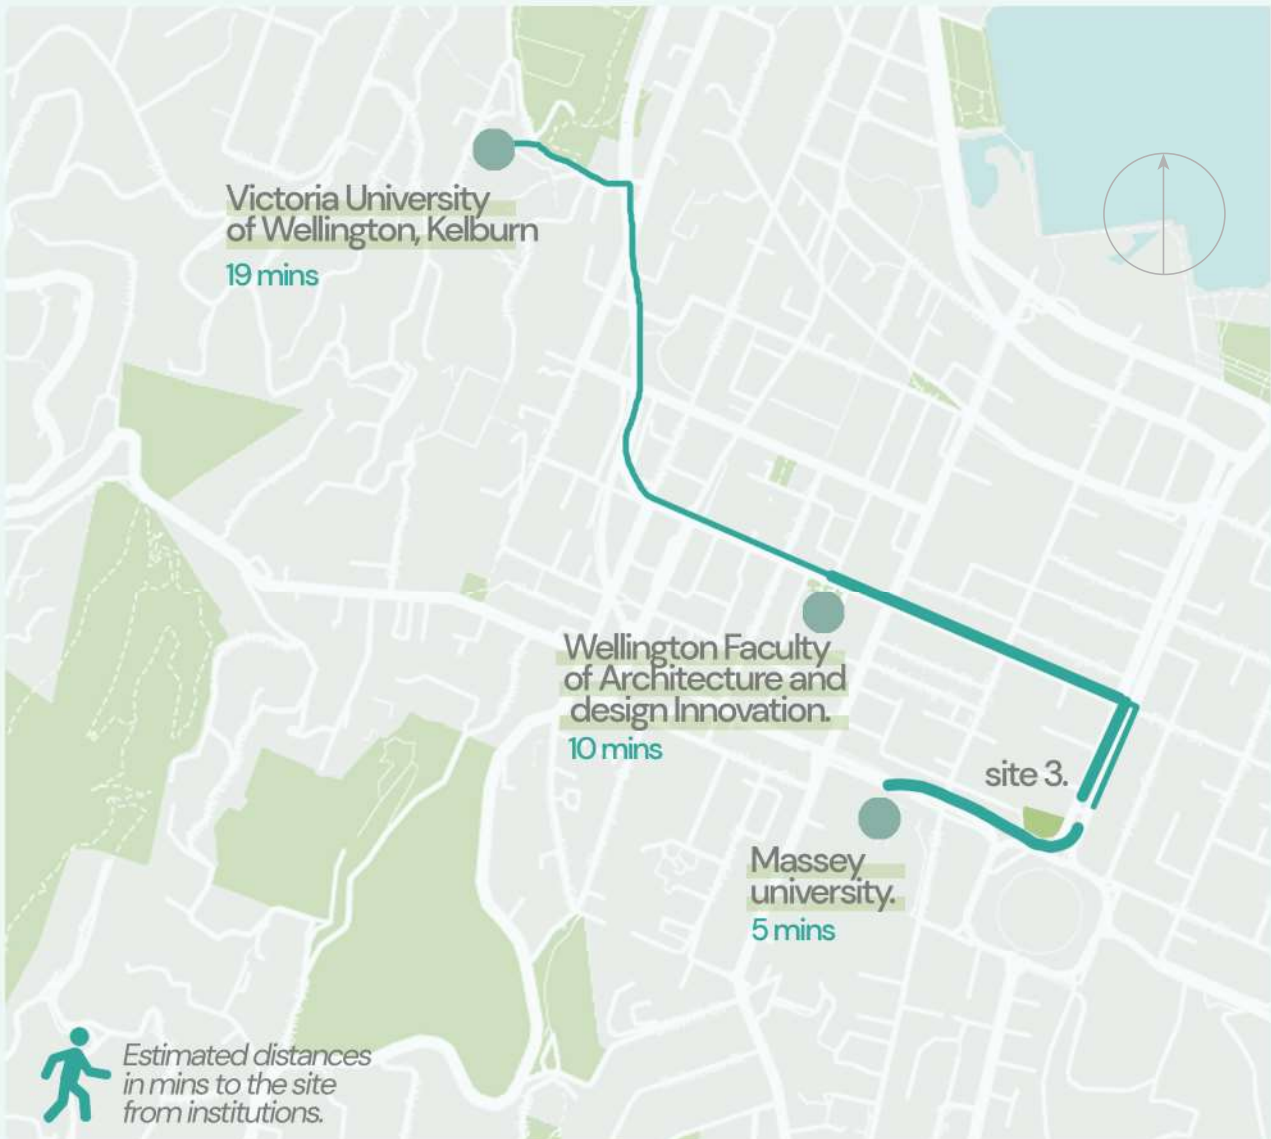 Victoria University
of Wellington, Kelburn
19 mins
Wellington Faculty
of Architecture and
design Innovation.
10 mins
site 3.
Massey
university.
5 mins
Estimated distances
in mins to the site
from institutions.